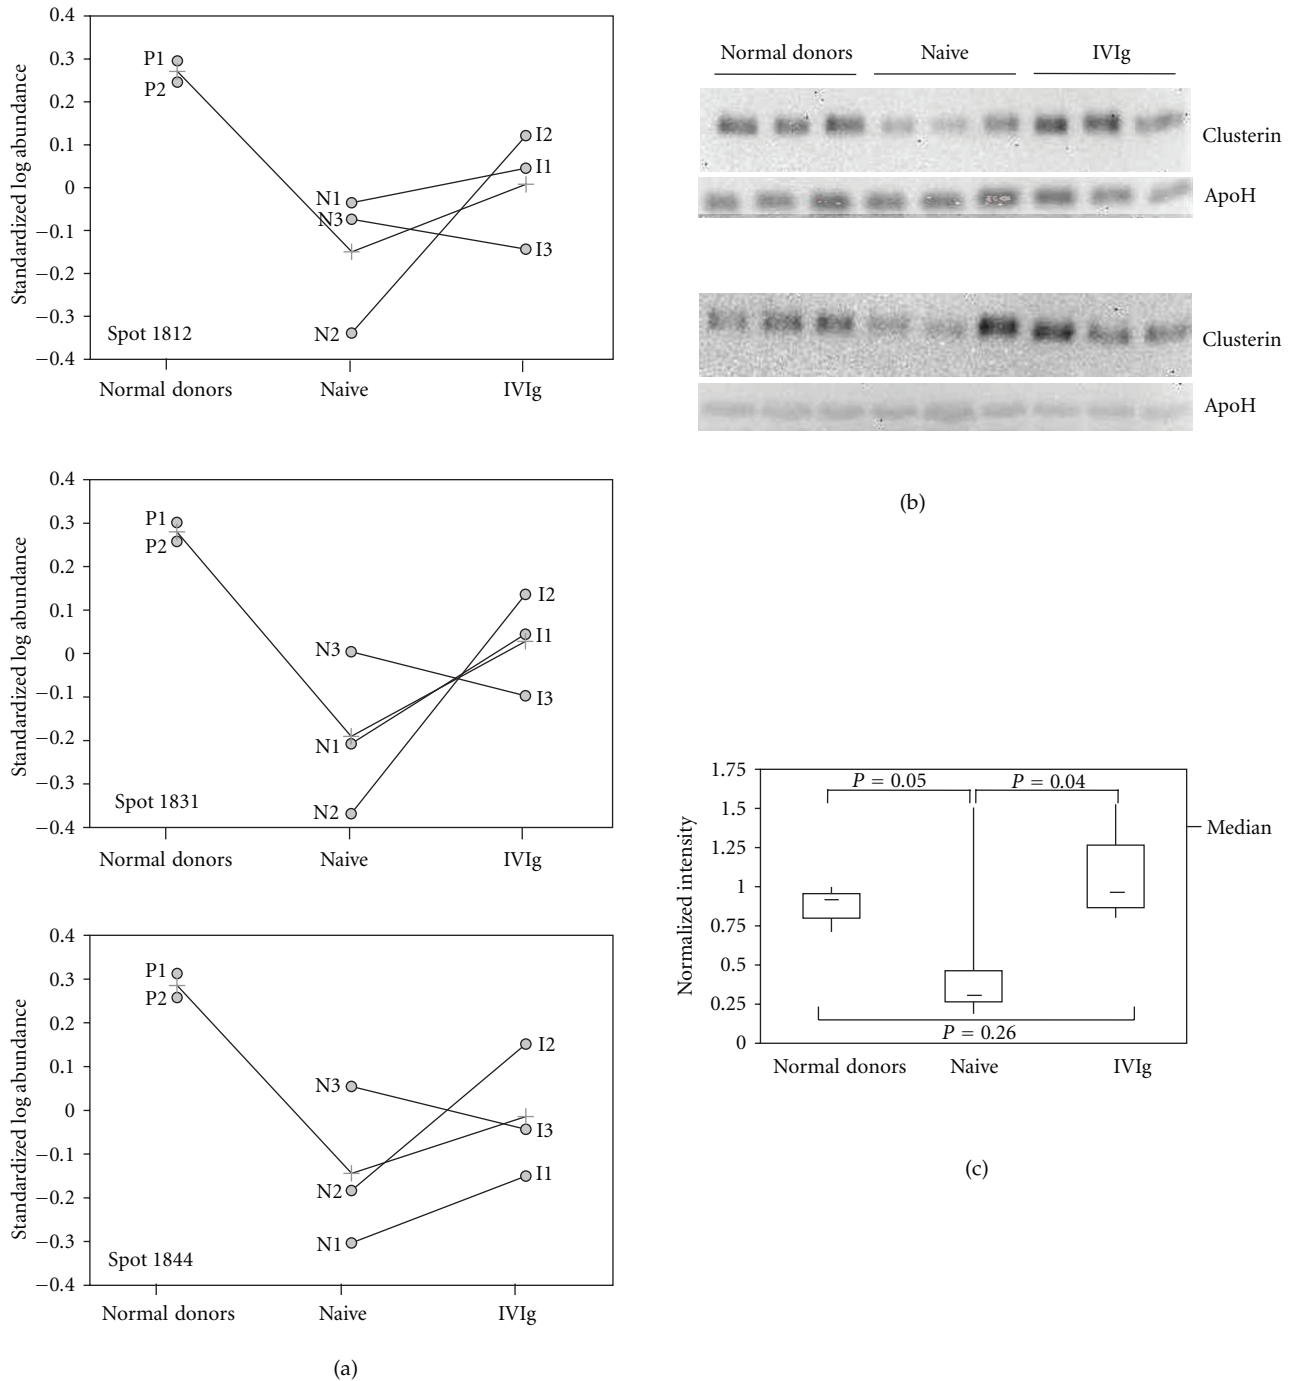 0.4
0.3
0.2
0.1
0
−0.1
−0.2
−0.3
−0.4
Standardized log abundance
P1
P2
N1
N3
N2
I2
I1
I3
Spot 1812
Normal donors Naive IVIg
0.4
0.3
0.2
0.1
0
−0.1
−0.2
−0.3
−0.4
Standardized log abundance
P1
P2
N3
N1
N2
I2
I1
I3
Spot 1831
Normal donors Naive IVIg
0.4
0.3
0.2
0.1
0
−0.1
−0.2
−0.3
−0.4
Standardized log abundance
P1
P2
N3
N2
N1
I2
I3
I1
Spot 1844
Normal donors Naive IVIg
(a)
Normal donors Naive IVIg
Clusterin
ApoH
Clusterin
ApoH
(b)
1.75
1.5
1.25
1
0.75
0.5
0.25
0
Normalized intensity
P = 0.05 P = 0.04
Median
P = 0.26
Normal donors Naive IVIg
(c)